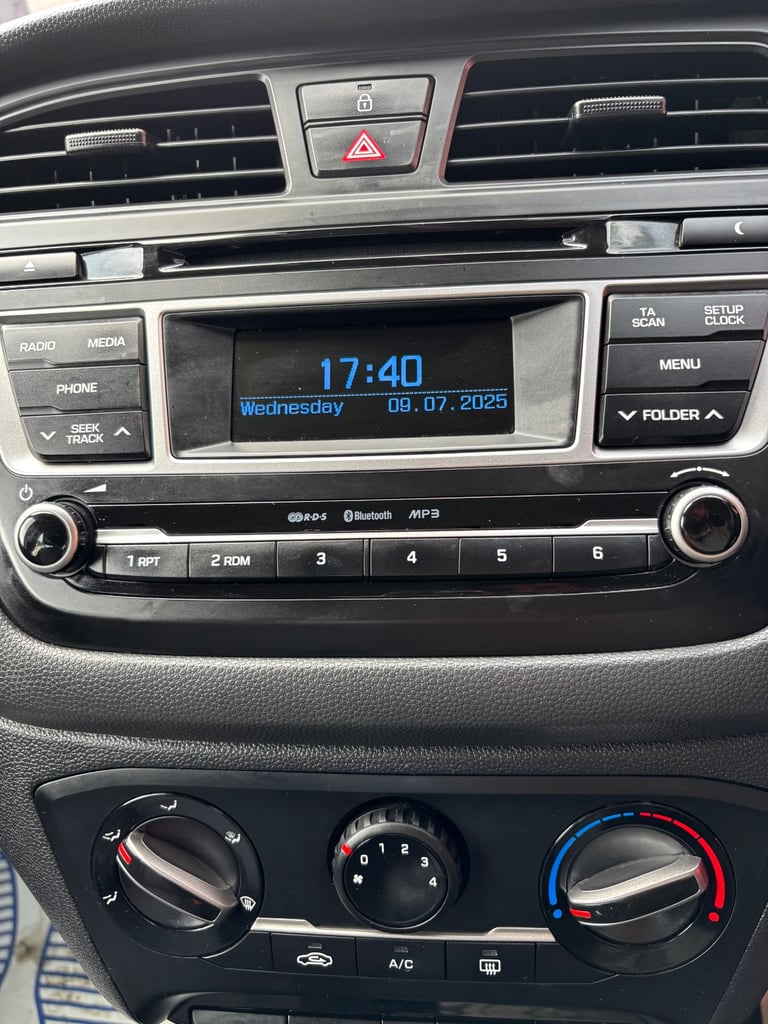 TA SCAN
SETUP CLOCK
RADIO MEDIA
17:40
MENU
PHONE
Wednesday 09.07.2025
FOLDER
SEEK TRACK
R·D·S Bluetooth MP3
1 RPT 2 RDM 3 4 5 6
0 1 2 3 4
A/C